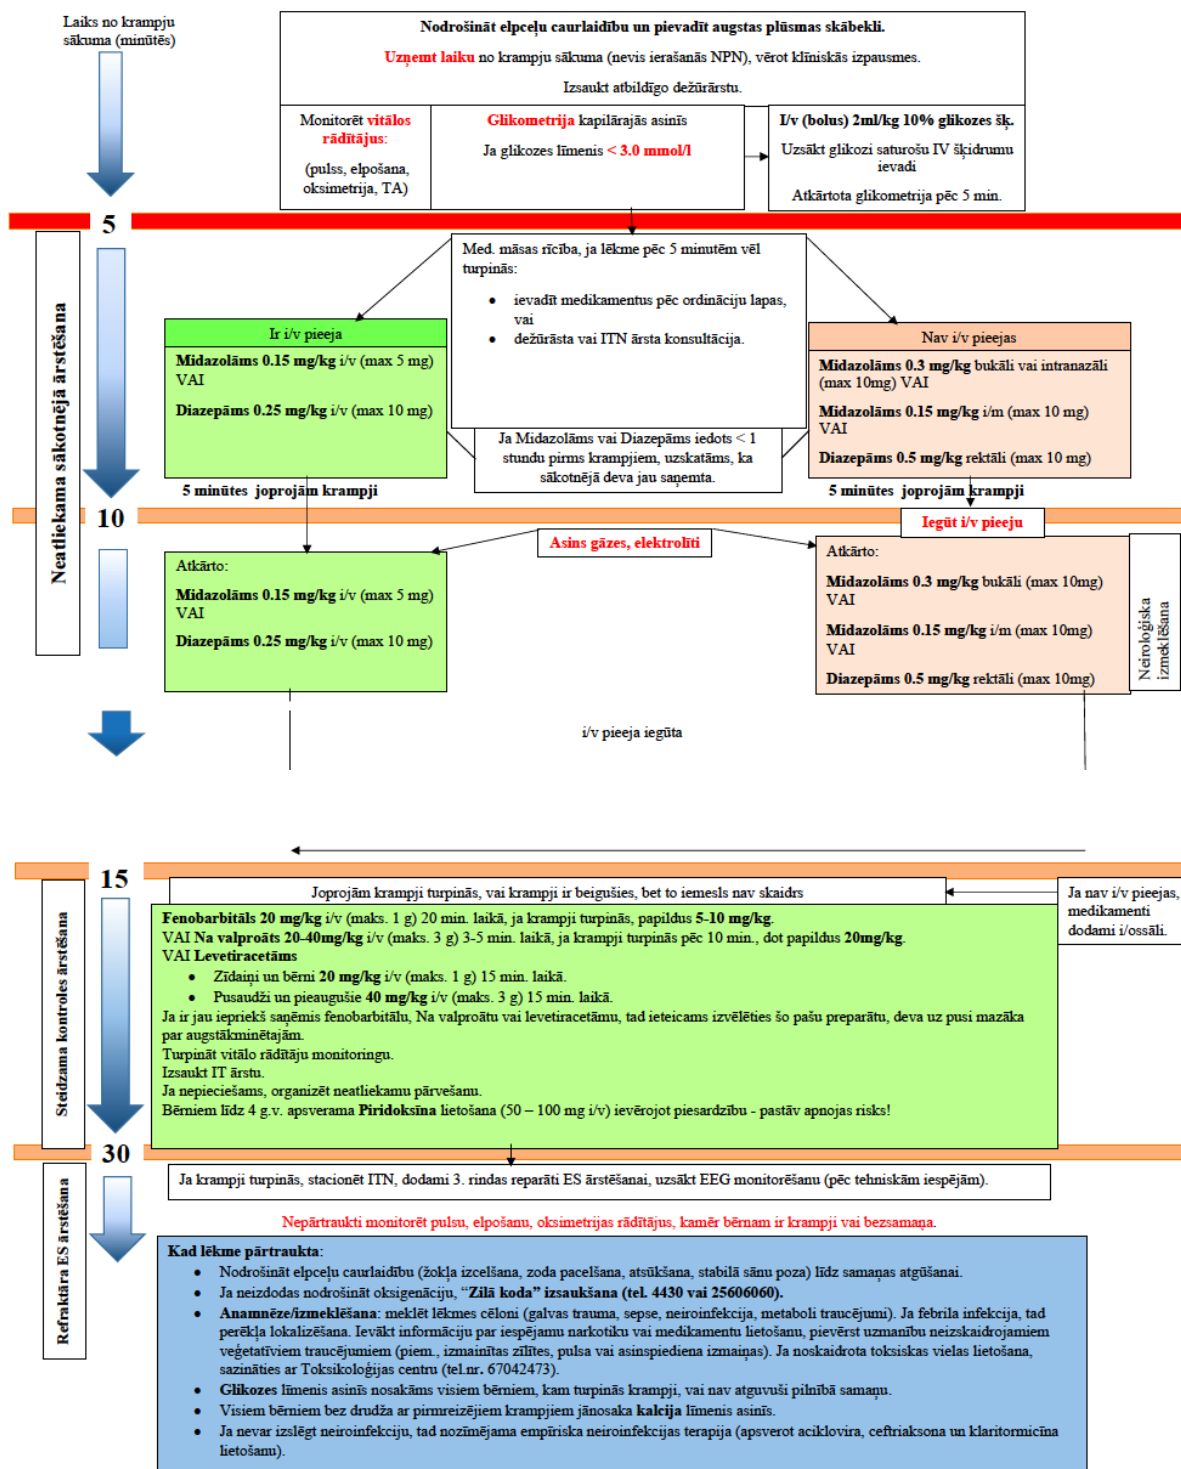 Laiks no krampju
sākuma (minūtēs)
Nodrošināt elpceļu caurlaidību un pievadīt augstas plūsmas skābekli.
Uzņemt laiku no krampju sākuma (nevis ierašanās NPN), vērot klīniskās izpausmes.
Izsaukt atbildīgo dežūrārstu.
Monitorēt vitālos
rādītājus:
(pulss, elpošana,
oksimetrija, TA)
Glikometrija kapilārajās asinīs
Ja glikozes līmenis < 3.0 mmol/l
I/v (bolus) 2ml/kg 10% glikozes šķ.
Uzsākt glikozi saturošu IV šķidrumu
ievadi
Atkārtota glikometrija pēc 5 min.
5
Neatliekama sākotnējā ārstēšana
Med. māsas rīcība, ja lēkme pēc 5 minutēm vēl
turpinās:
• ievadīt medikamentus pēc ordināciju lapas,
vai
• dežūrāsta vai ITN ārsta konsultācija.
Ir i/v pieeja
Midazolāms 0.15 mg/kg i/v (max 5 mg)
VAI
Diazepāms 0.25 mg/kg i/v (max 10 mg)
Nav i/v pieejas
Midazolāms 0.3 mg/kg bukāli vai intranazāli
(max 10mg) VAI
Midazolāms 0.15 mg/kg i/m (max 10 mg)
VAI
Diazepāms 0.5 mg/kg rektāli (max 10 mg)
Ja Midazolāms vai Diazepāms iedots < 1
stundu pirms krampjiem, uzskatāms, ka
sākotnējā deva jau saņemta.
5 minūtes joprojām krampji
5 minūtes joprojām krampji
10
Iegūt i/v pieeju
Asins gāzes, elektrolīti
Atkārto:
Midazolāms 0.15 mg/kg i/v (max 5 mg)
VAI
Diazepāms 0.25 mg/kg i/v (max 10 mg)
Atkārto:
Midazolāms 0.3 mg/kg bukāli (max 10mg)
VAI
Midazolāms 0.15 mg/kg i/m (max 10mg)
VAI
Diazepāms 0.5 mg/kg rektāli (max 10mg)
Neiroloģiska
izmeklēšana
i/v pieeja iegūta
15
Steidzama kontroles ārstēšana
Joprojām krampji turpinās, vai krampji ir beigušies, bet to iemesls nav skaidrs
Ja nav i/v pieejas,
medikamenti
dodami i/ossāli.
Fenobarbitāls 20 mg/kg i/v (maks. 1 g) 20 min. laikā, ja krampji turpinās, papildus 5-10 mg/kg.
VAI Na valproāts 20-40mg/kg i/v (maks. 3 g) 3-5 min. laikā, ja krampji turpinās pēc 10 min., dot papildus 20mg/kg.
VAI Levetiracetāms
• Zīdaiņi un bērni 20 mg/kg i/v (maks. 1 g) 15 min. laikā.
• Pusaudži un pieaugušie 40 mg/kg i/v (maks. 3 g) 15 min. laikā.
Ja ir jau iepriekš saņēmis fenobarbitālu, Na valproātu vai levetiracetāmu, tad ieteicams izvēlēties šo pašu preparātu, deva uz pusi mazāka
par augstākminētajām.
Turpināt vitālo rādītāju monitoringu.
Izsaukt IT ārstu.
Ja nepieciešams, organizēt neatliekamu pārvešanu.
Bērniem līdz 4 g.v. apsverama Piridoksīna lietošana (50 – 100 mg i/v) ievērojot piesardzību - pastāv apnojas risks!
30
Refraktāra ES ārstēšana
Ja krampji turpinās, stacionēt ITN, dodami 3. rindas reparāti ES ārstēšanai, uzsākt EEG monitorēšanu (pēc tehniskām iespējām).
Nepārtraukti monitorēt pulsu, elpošanu, oksimetrijas rādītājus, kamēr bērnam ir krampji vai bezsamaņa.
Kad lēkme pārtraukta:
• Nodrošināt elpceļu caurlaidību (žokļa izcelšana, zoda pacelšana, atsūkšana, stabilā sānu poza) līdz samaņas atgūšanai.
• Ja neizdodas nodrošināt oksigenāciju, “Zilā koda” izsaukšana (tel. 4430 vai 25606060).
• Anamnēze/izmeklēšana: meklēt lēkmes cēloni (galvas trauma, sepse, neiroinfekcija, metaboli traucējumi). Ja febrila infekcija, tad
perēkļa lokalizēšana. Ievākt informāciju par iespējamu narkotiku vai medikamentu lietošanu, pievērst uzmanību neizskaidrojamiem
veģetatīviem traucējumiem (piem., izmainītas zīlītes, pulsa vai asinspiediena izmaiņas). Ja noskaidrota toksiskas vielas lietošana,
sazināties ar Toksikoloģijas centru (tel.nr. 67042473).
• Glikozes līmenis asinīs nosakāms visiem bērniem, kam turpinās krampji, vai nav atguvuši pilnībā samaņu.
• Visiem bērniem bez drudža ar pirmreizējiem krampjiem jānosaka kalcija līmenis asinīs.
• Ja nevar izslēgt neiroinfekciju, tad nozīmējama empīriska neiroinfekcijas terapija (apsverot aciklovira, ceftriaksona un klaritormicīna
lietošanu).